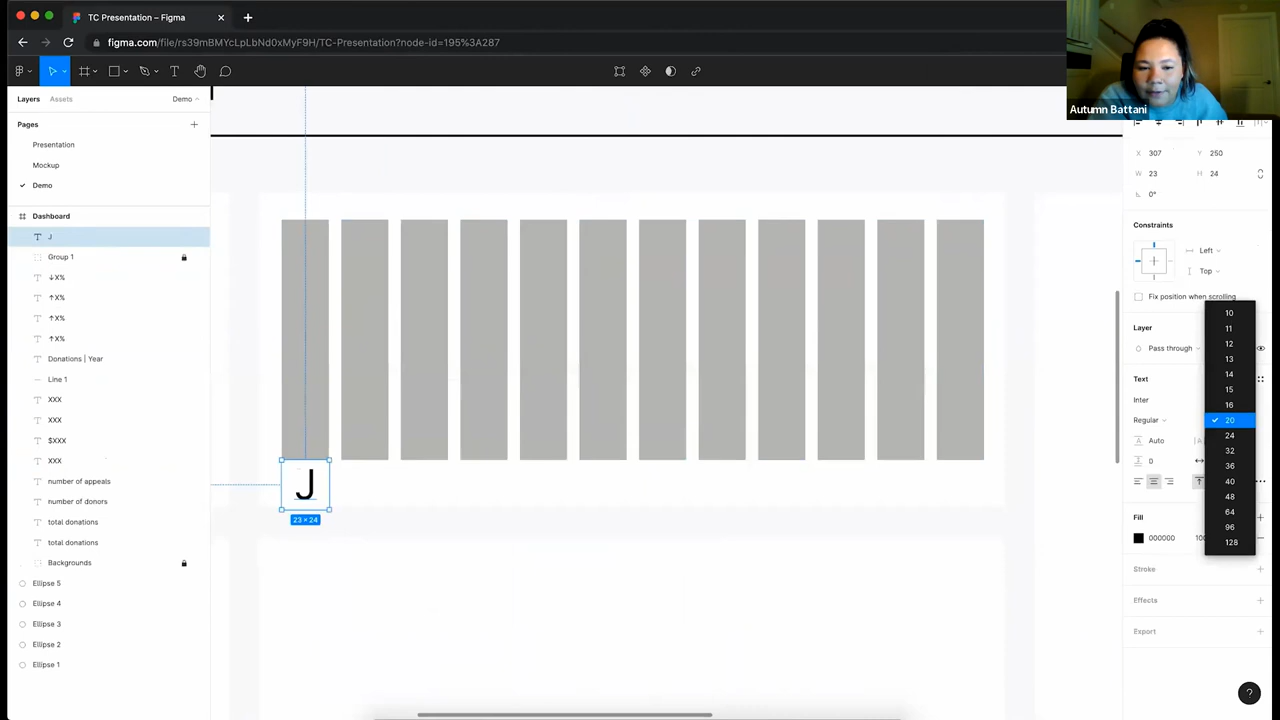 TC Presentation – Figma
figma.com/file/rs39mBMYcLpLbNd0xMyF9H/TC-Presentation?node-id=195%3A287
Autumn Battani
Layers
Assets
Demo
Pages
Presentation
Mockup
Demo
Dashboard
J
Group 1
↓X%
↑X%
↑X%
↑X%
Donations | Year
Line 1
XXX
XXX
$XXX
XXX
number of appeals
number of donors
total donations
total donations
Backgrounds
Ellipse 5
Ellipse 4
Ellipse 3
Ellipse 2
Ellipse 1
J
23 × 24
X 307 Y 250
W 23 H 24
0°
Constraints
Left
Top
Fix position when scrolling
Layer
Pass through
Text
Inter
Regular
Auto
0
Fill
000000
Stroke
Effects
Export
10
11
12
13
14
15
16
20
24
32
36
40
48
64
96
128
?